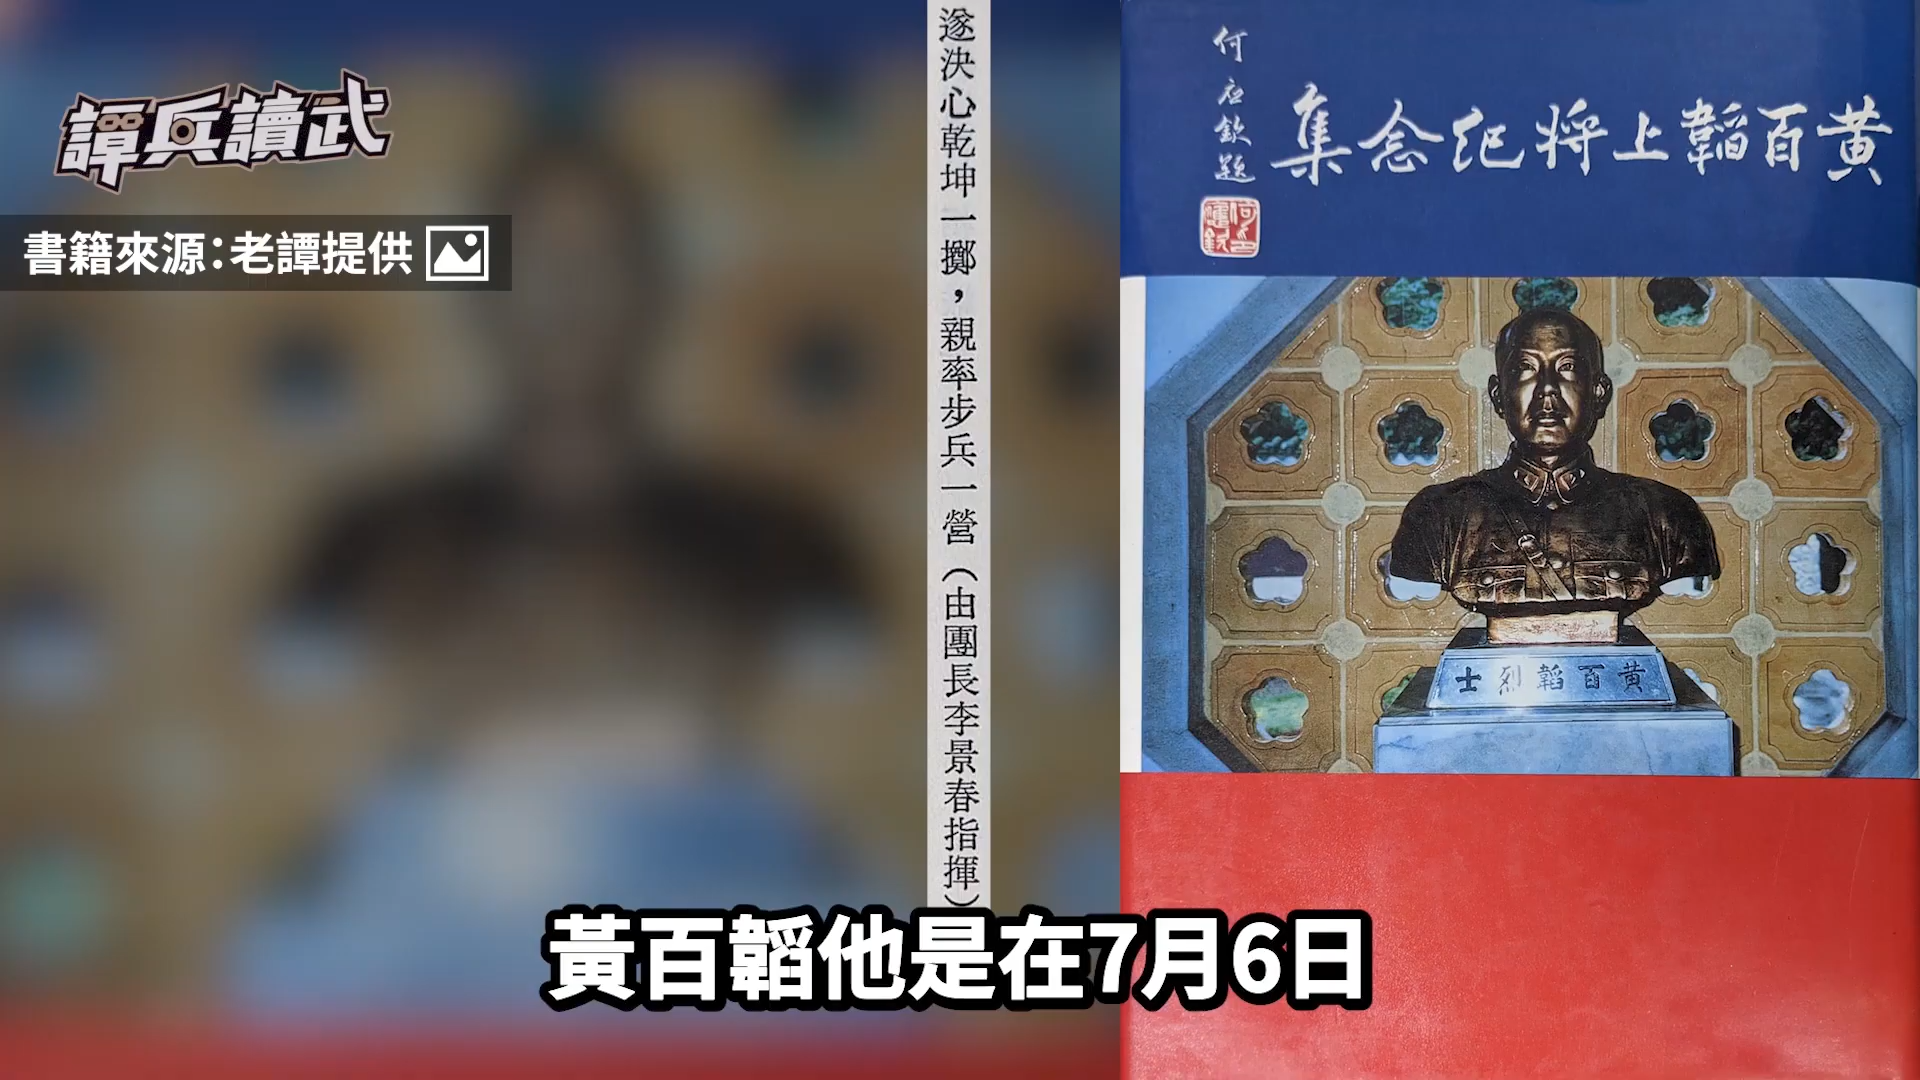 譚兵讀武
書籍來源：老譚提供
遂決心乾坤一擲，親率步兵一營（由團長李景春指揮）
黃百韜上將紀念集
何應欽題
黃百韜烈士
黃百韜他是在7月6日